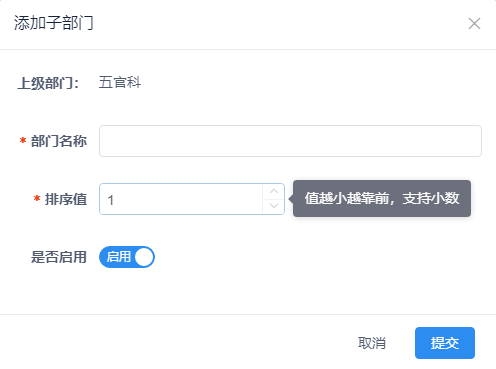 添加子部门
上级部门： 五官科
* 部门名称
* 排序值 1 值越小越靠前，支持小数
是否启用 启用
取消 提交